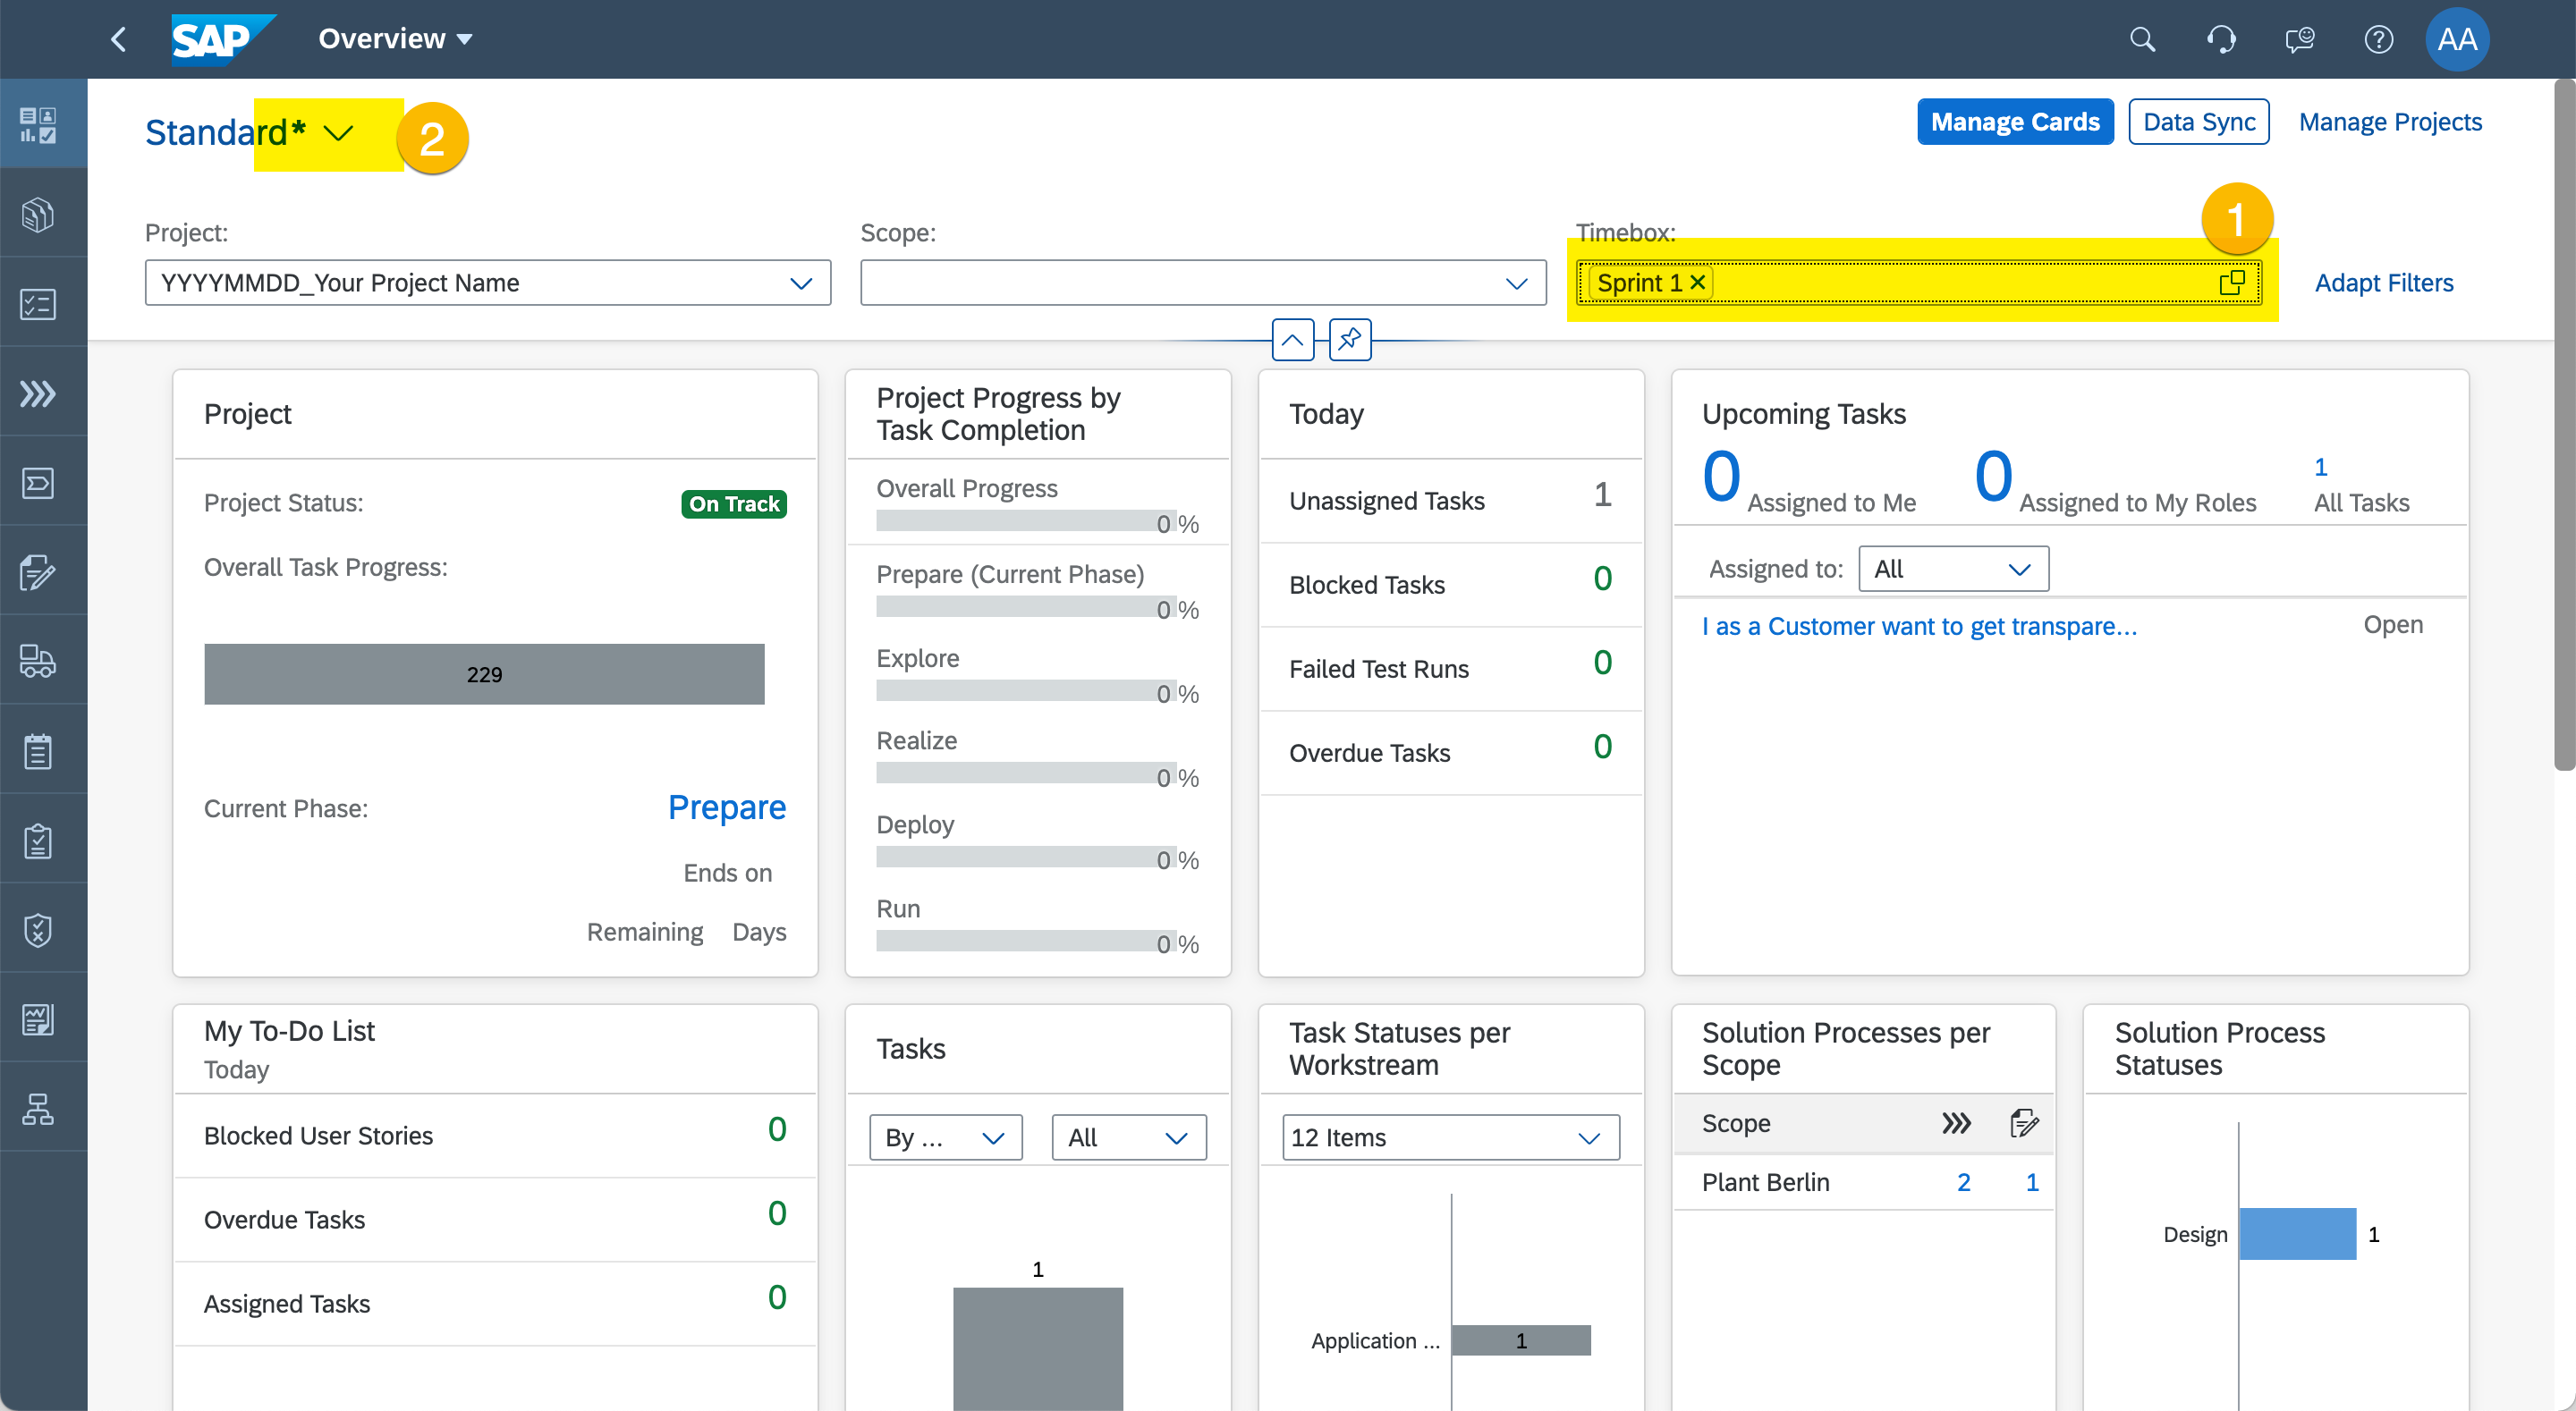 SAP Overview
AA
Standard*
2
Manage Cards
Data Sync
Manage Projects
Project:
Scope:
Timebox:
1
YYYYMMDD_Your Project Name
Sprint 1
Adapt Filters
Project
Project Status:
On Track
Overall Task Progress:
229
Current Phase:
Prepare
Ends on
Remaining Days
Project Progress by
Task Completion
Overall Progress
0 %
Prepare (Current Phase)
0 %
Explore
0 %
Realize
0 %
Deploy
0 %
Run
0 %
Today
Unassigned Tasks 1
Blocked Tasks 0
Failed Test Runs 0
Overdue Tasks 0
Upcoming Tasks
0 Assigned to Me
0 Assigned to My Roles
1
All Tasks
Assigned to: All
I as a Customer want to get transpare... Open
My To-Do List
Today
Blocked User Stories 0
Overdue Tasks 0
Assigned Tasks 0
Tasks
By ... All
1
Task Statuses per
Workstream
12 Items
Application ... 1
Solution Processes per
Scope
Scope
Plant Berlin 2 1
Solution Process
Statuses
Design 1